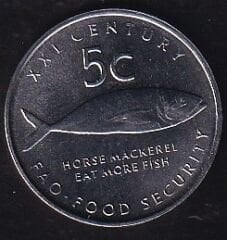 XXI CENTURY
5C
HORSE MACKEREL
EAT MORE FISH
FAO-FOOD SECURITY